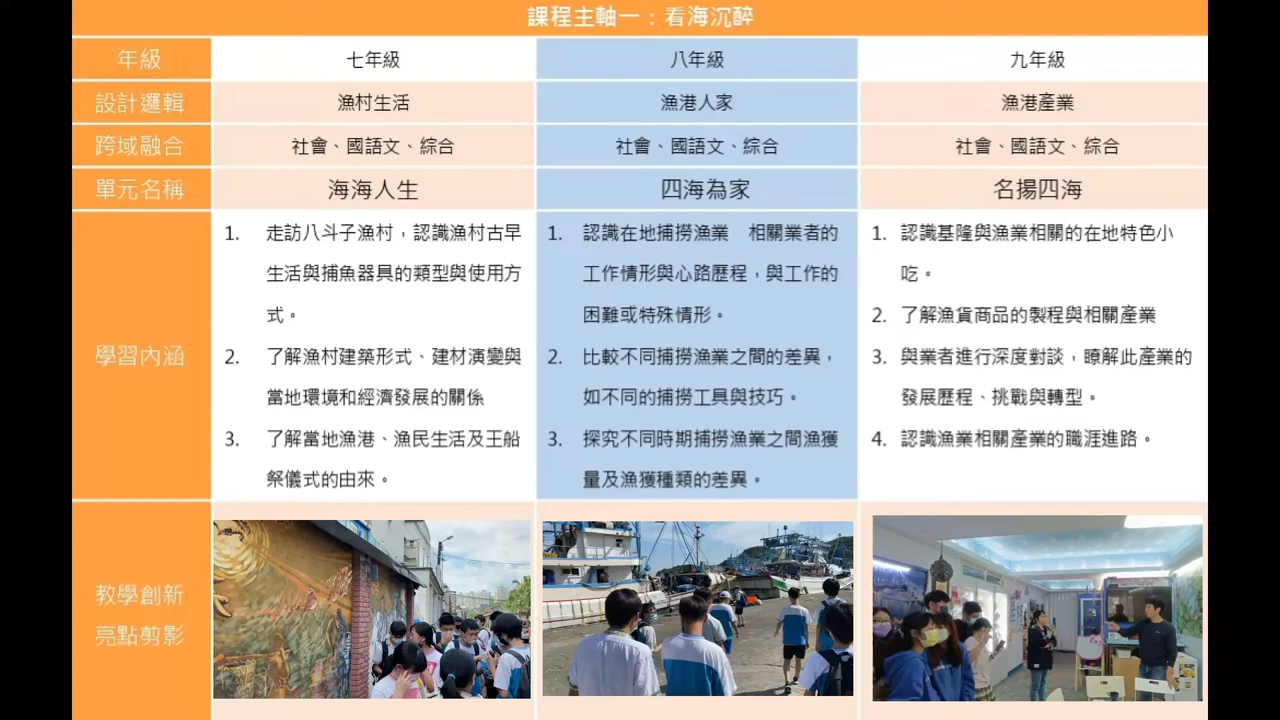 課程主軸一：看海沉醉
年級 七年級 八年級 九年級
設計邏輯 漁村生活 漁港人家 漁港產業
跨域融合 社會、國語文、綜合 社會、國語文、綜合 社會、國語文、綜合
單元名稱 海海人生 四海為家 名揚四海
學習內涵
1. 走訪八斗子漁村，認識漁村古早
生活與捕魚器具的類型與使用方
式。
2. 了解漁村建築形式、建材演變與
當地環境和經濟發展的關係
3. 了解當地漁港、漁民生活及王船
祭儀式的由來。
1. 認識在地捕撈漁業 相關業者的
工作情形與心路歷程，與工作的
困難或特殊情形。
2. 比較不同捕撈漁業之間的差異，
如不同的捕撈工具與技巧。
3. 探究不同時期捕撈漁業之間漁獲
量及漁獲種類的差異。
1. 認識基隆與漁業相關的在地特色小
吃。
2. 了解漁貨商品的製程與相關產業
3. 與業者進行深度對談，瞭解此產業的
發展歷程、挑戰與轉型。
4. 認識漁業相關產業的職涯進路。
教學創新
亮點剪影